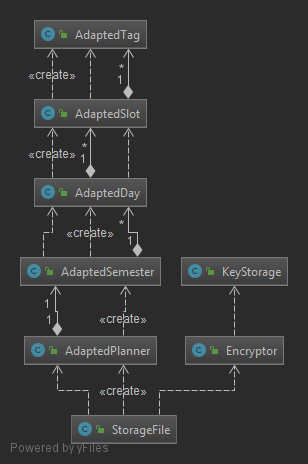 AdaptedTag
«create»
*
1
AdaptedSlot
«create»
*
1
AdaptedDay
«create»
*
1
AdaptedSemester
KeyStorage
1
1
«create»
AdaptedPlanner
Encryptor
«create»
StorageFile
Powered by yFiles